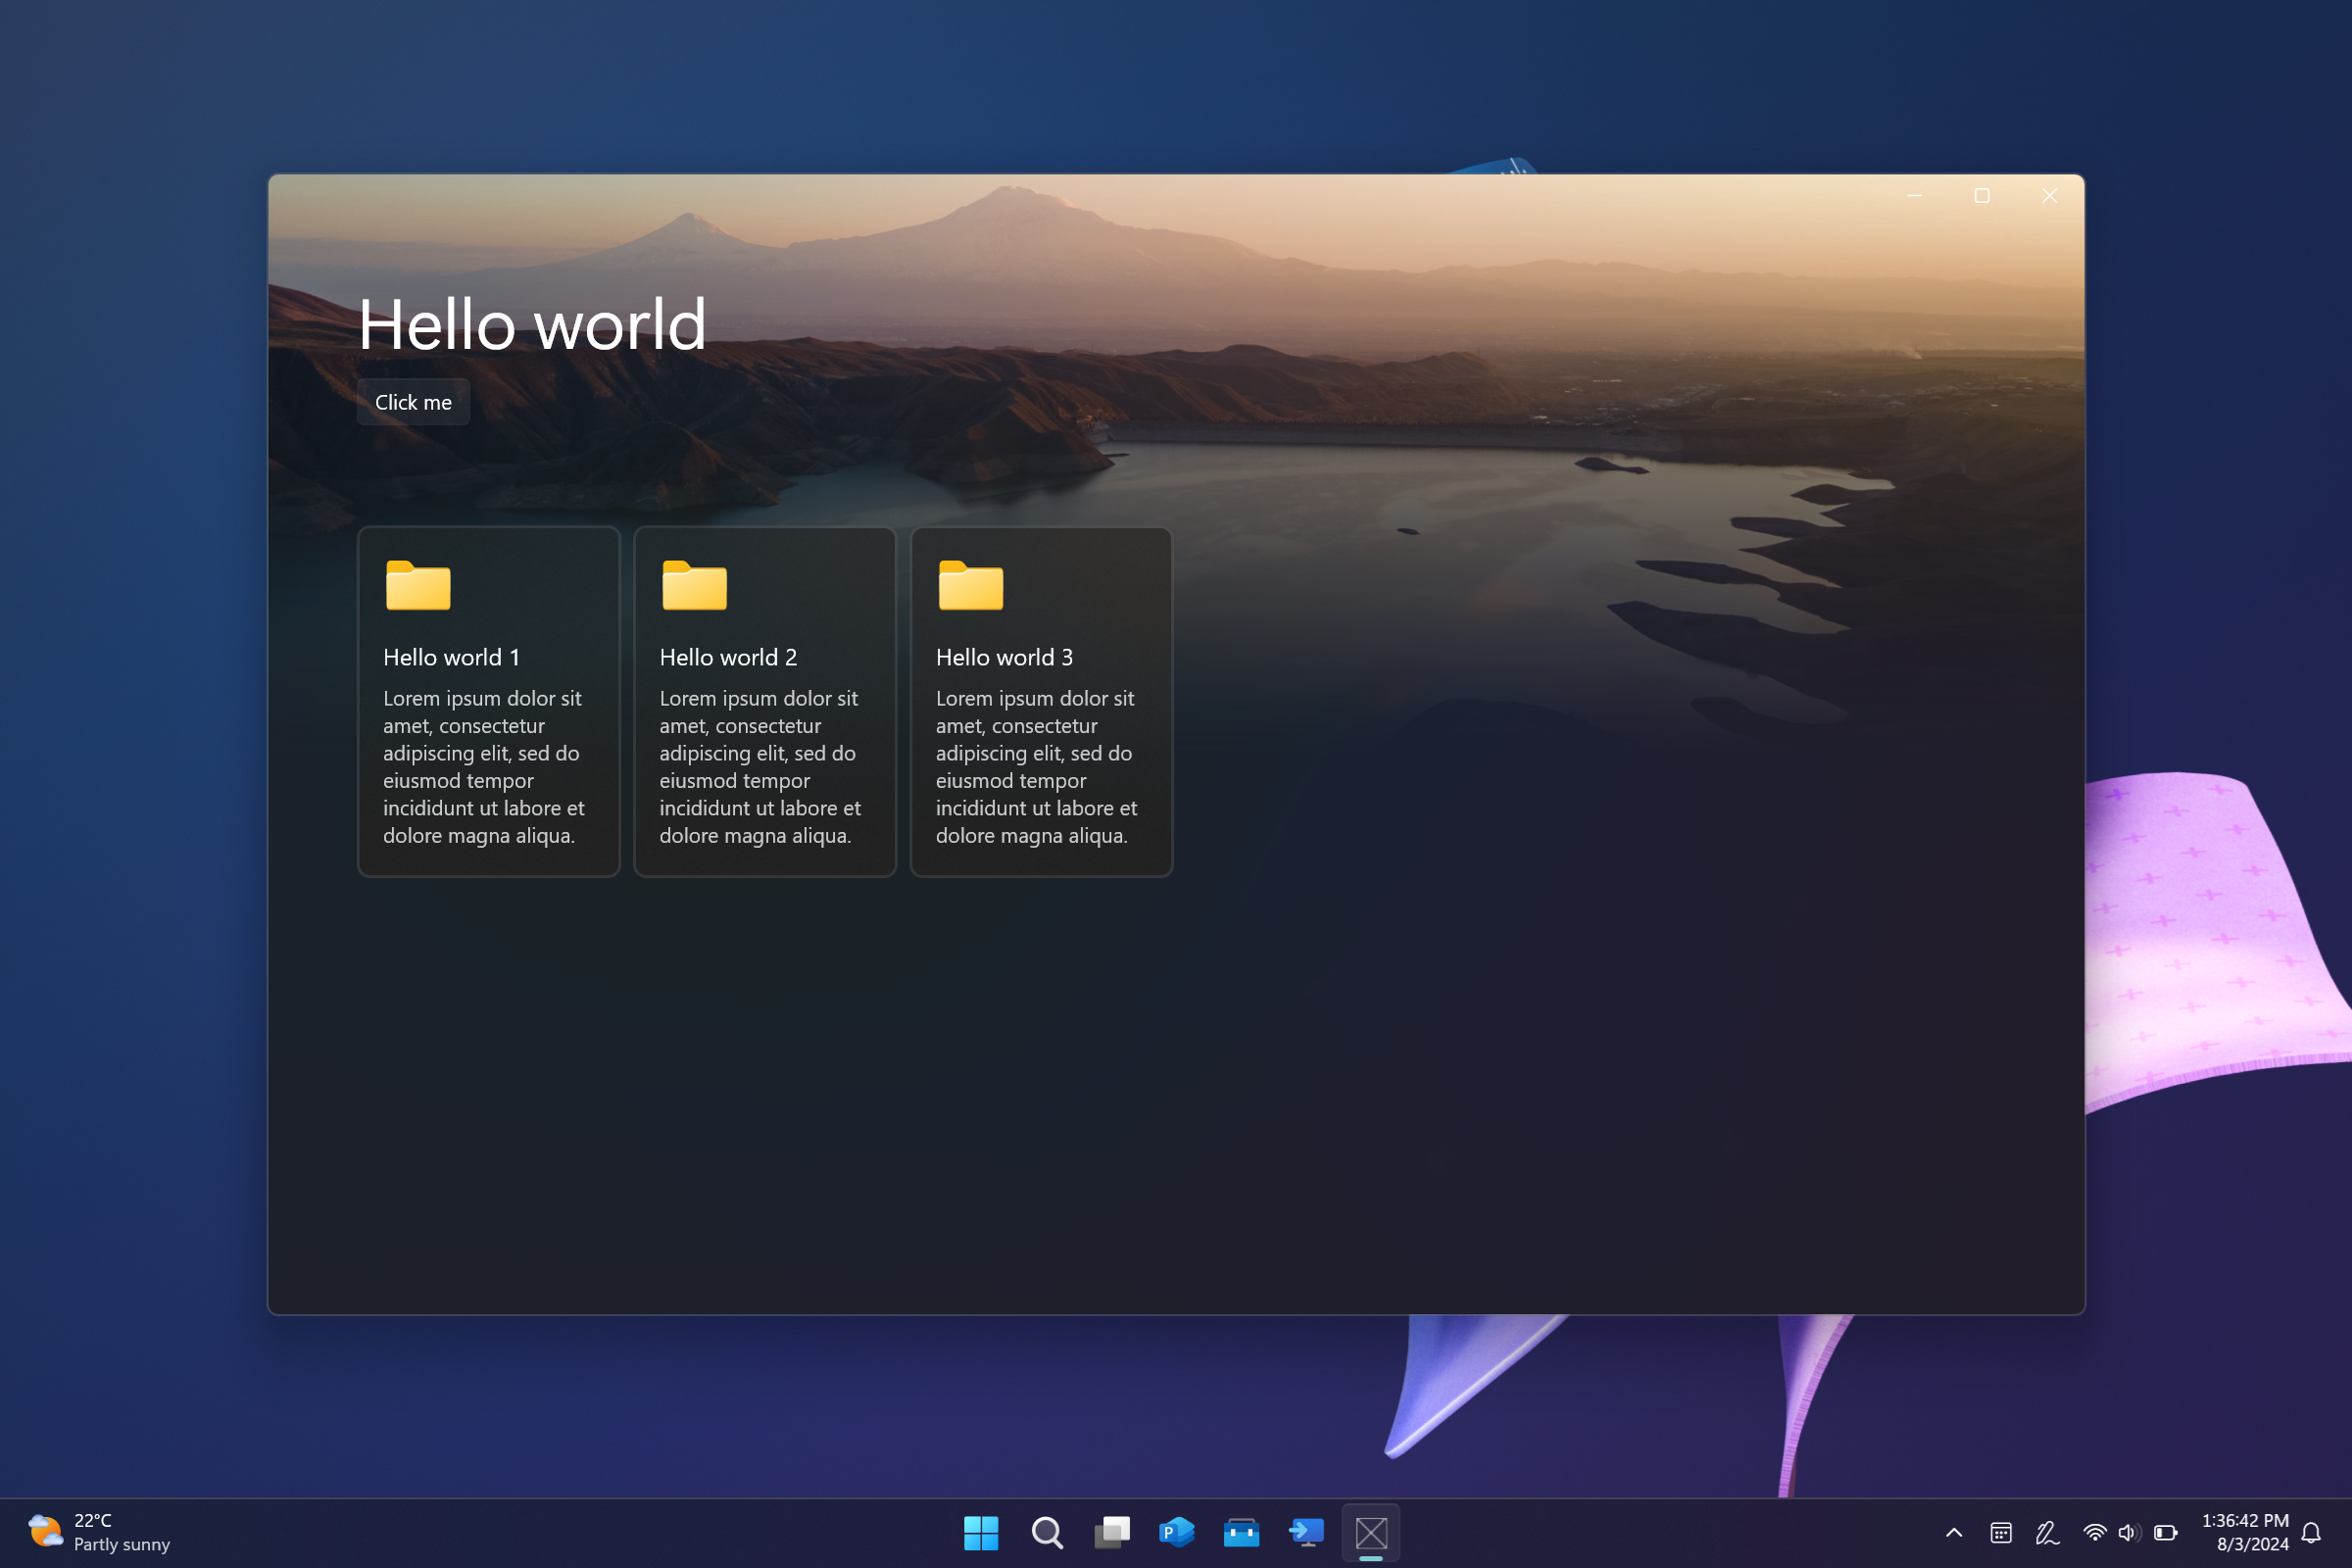 Hello world
Click me
Hello world 1
Lorem ipsum dolor sit
amet, consectetur
adipiscing elit, sed do
eiusmod tempor
incididunt ut labore et
dolore magna aliqua.
Hello world 2
Lorem ipsum dolor sit
amet, consectetur
adipiscing elit, sed do
eiusmod tempor
incididunt ut labore et
dolore magna aliqua.
Hello world 3
Lorem ipsum dolor sit
amet, consectetur
adipiscing elit, sed do
eiusmod tempor
incididunt ut labore et
dolore magna aliqua.
22°C
Partly sunny
P
1:36:42 PM
8/3/2024